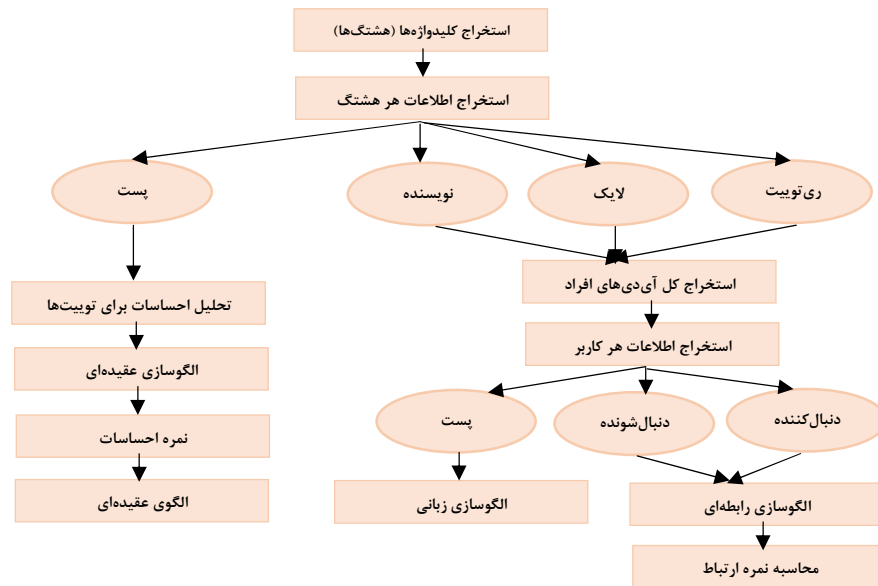 استخراج کلیدواژه‌ها (هشتگ‌ها)
استخراج اطلاعات هر هشتگ
ری‌توییت
لایک
نویسنده
پست
استخراج کل آی‌دی‌های افراد
تحلیل احساسات برای توییت‌ها
استخراج اطلاعات هر کاربر
الگوسازی عقیده‌ای
دنبال‌کننده
دنبال‌شونده
پست
نمره احساسات
الگوسازی رابطه‌ای
الگوسازی زبانی
الگوی عقیده‌ای
محاسبه نمره ارتباط